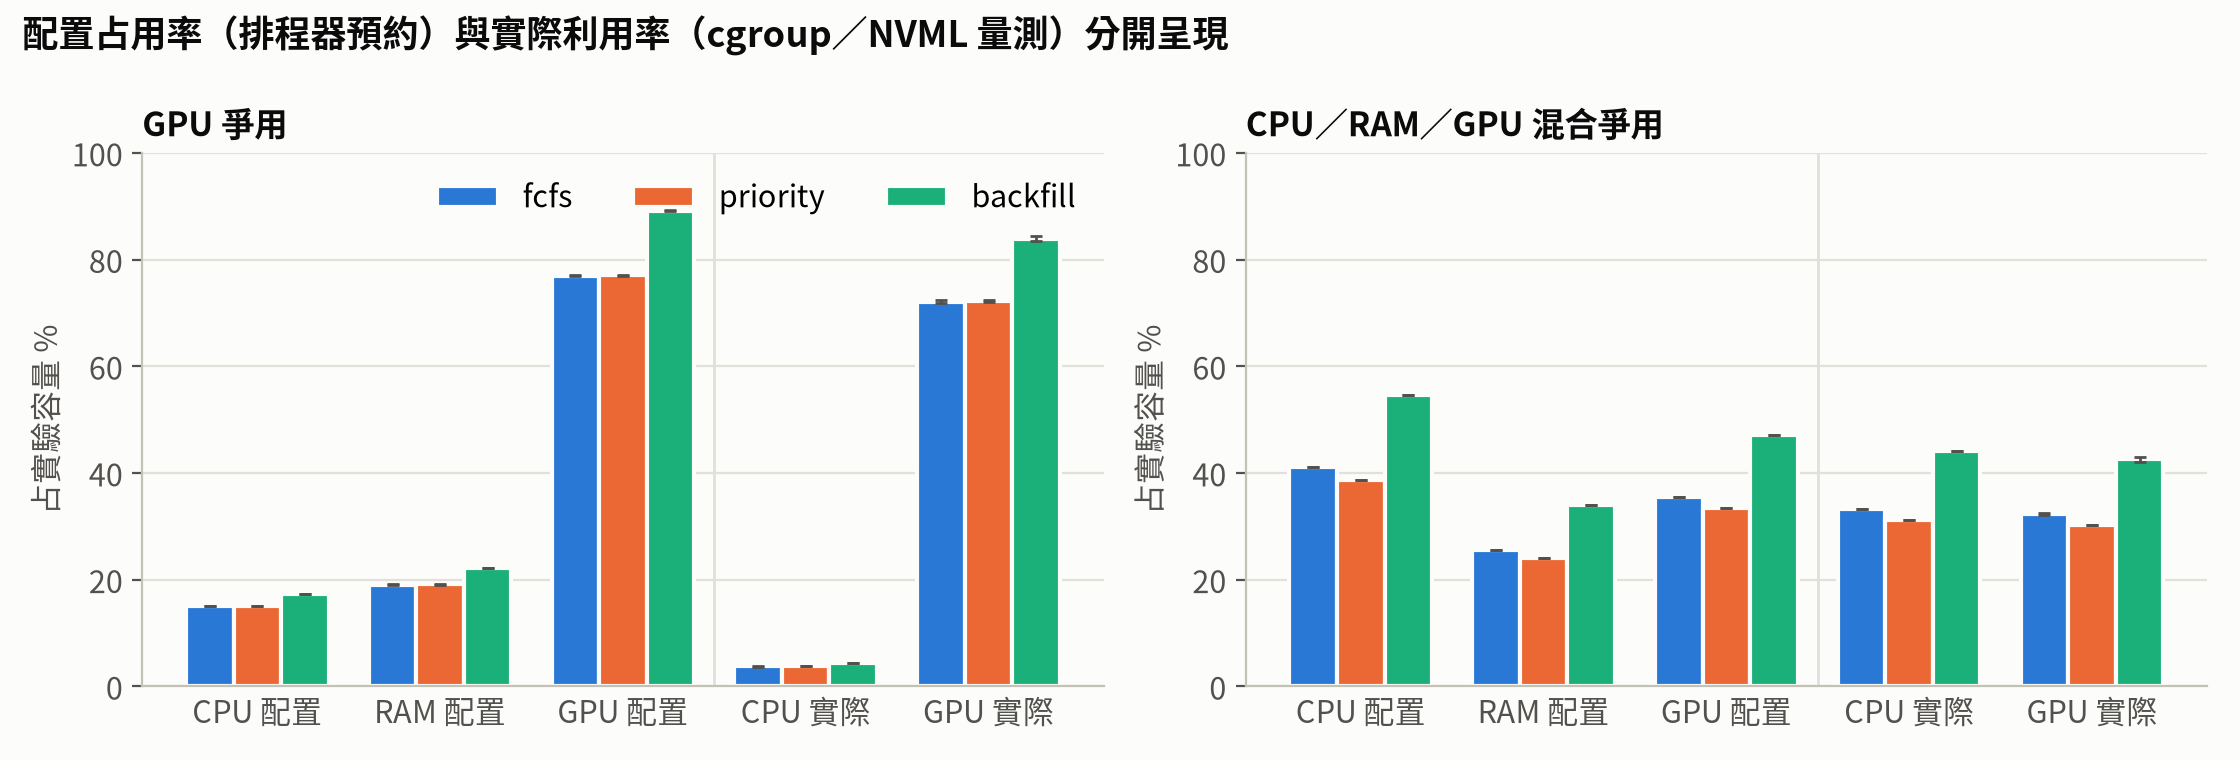 配置占用率（排程器預約）與實際利用率（cgroup／NVML 量測）分開呈現
GPU 爭用
100
80
60
40
20
0
占實驗容量 %
fcfs
priority
backfill
CPU 配置
RAM 配置
GPU 配置
CPU 實際
GPU 實際
CPU／RAM／GPU 混合爭用
100
80
60
40
20
0
占實驗容量 %
CPU 配置
RAM 配置
GPU 配置
CPU 實際
GPU 實際